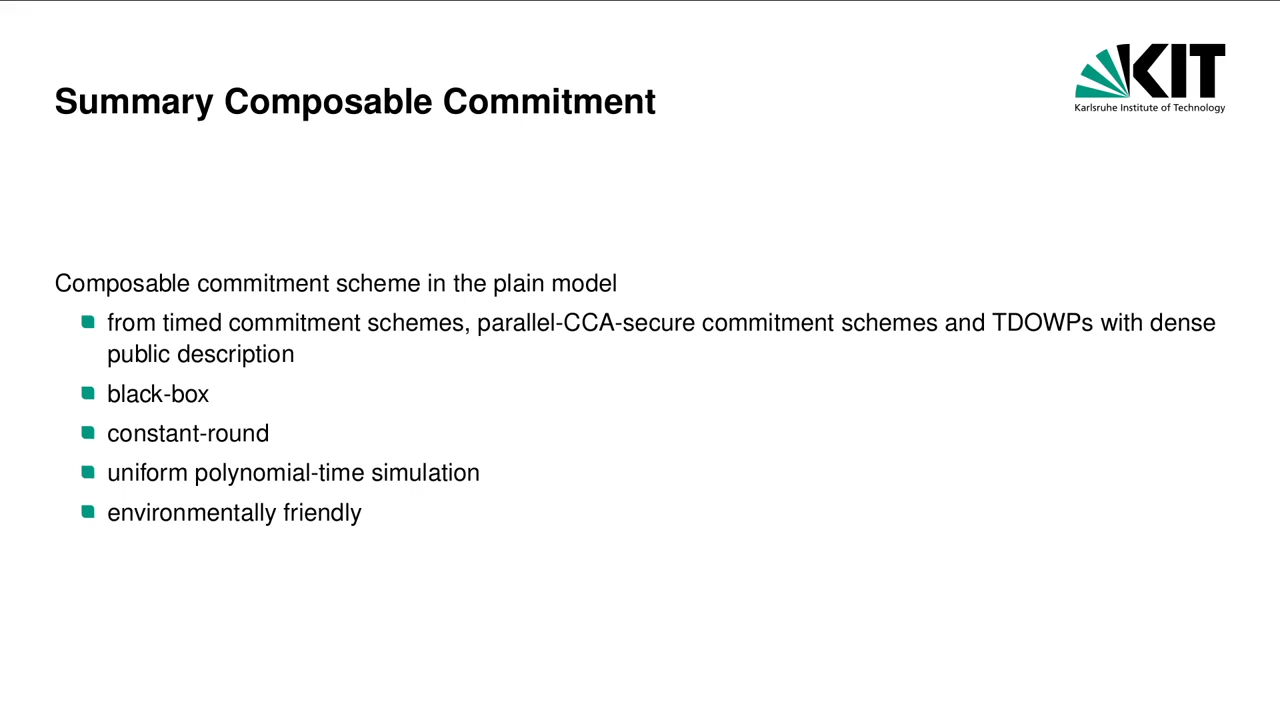 Summary Composable Commitment
KIT
Karlsruhe Institute of Technology
Composable commitment scheme in the plain model
from timed commitment schemes, parallel-CCA-secure commitment schemes and TDOWPs with dense
public description
black-box
constant-round
uniform polynomial-time simulation
environmentally friendly